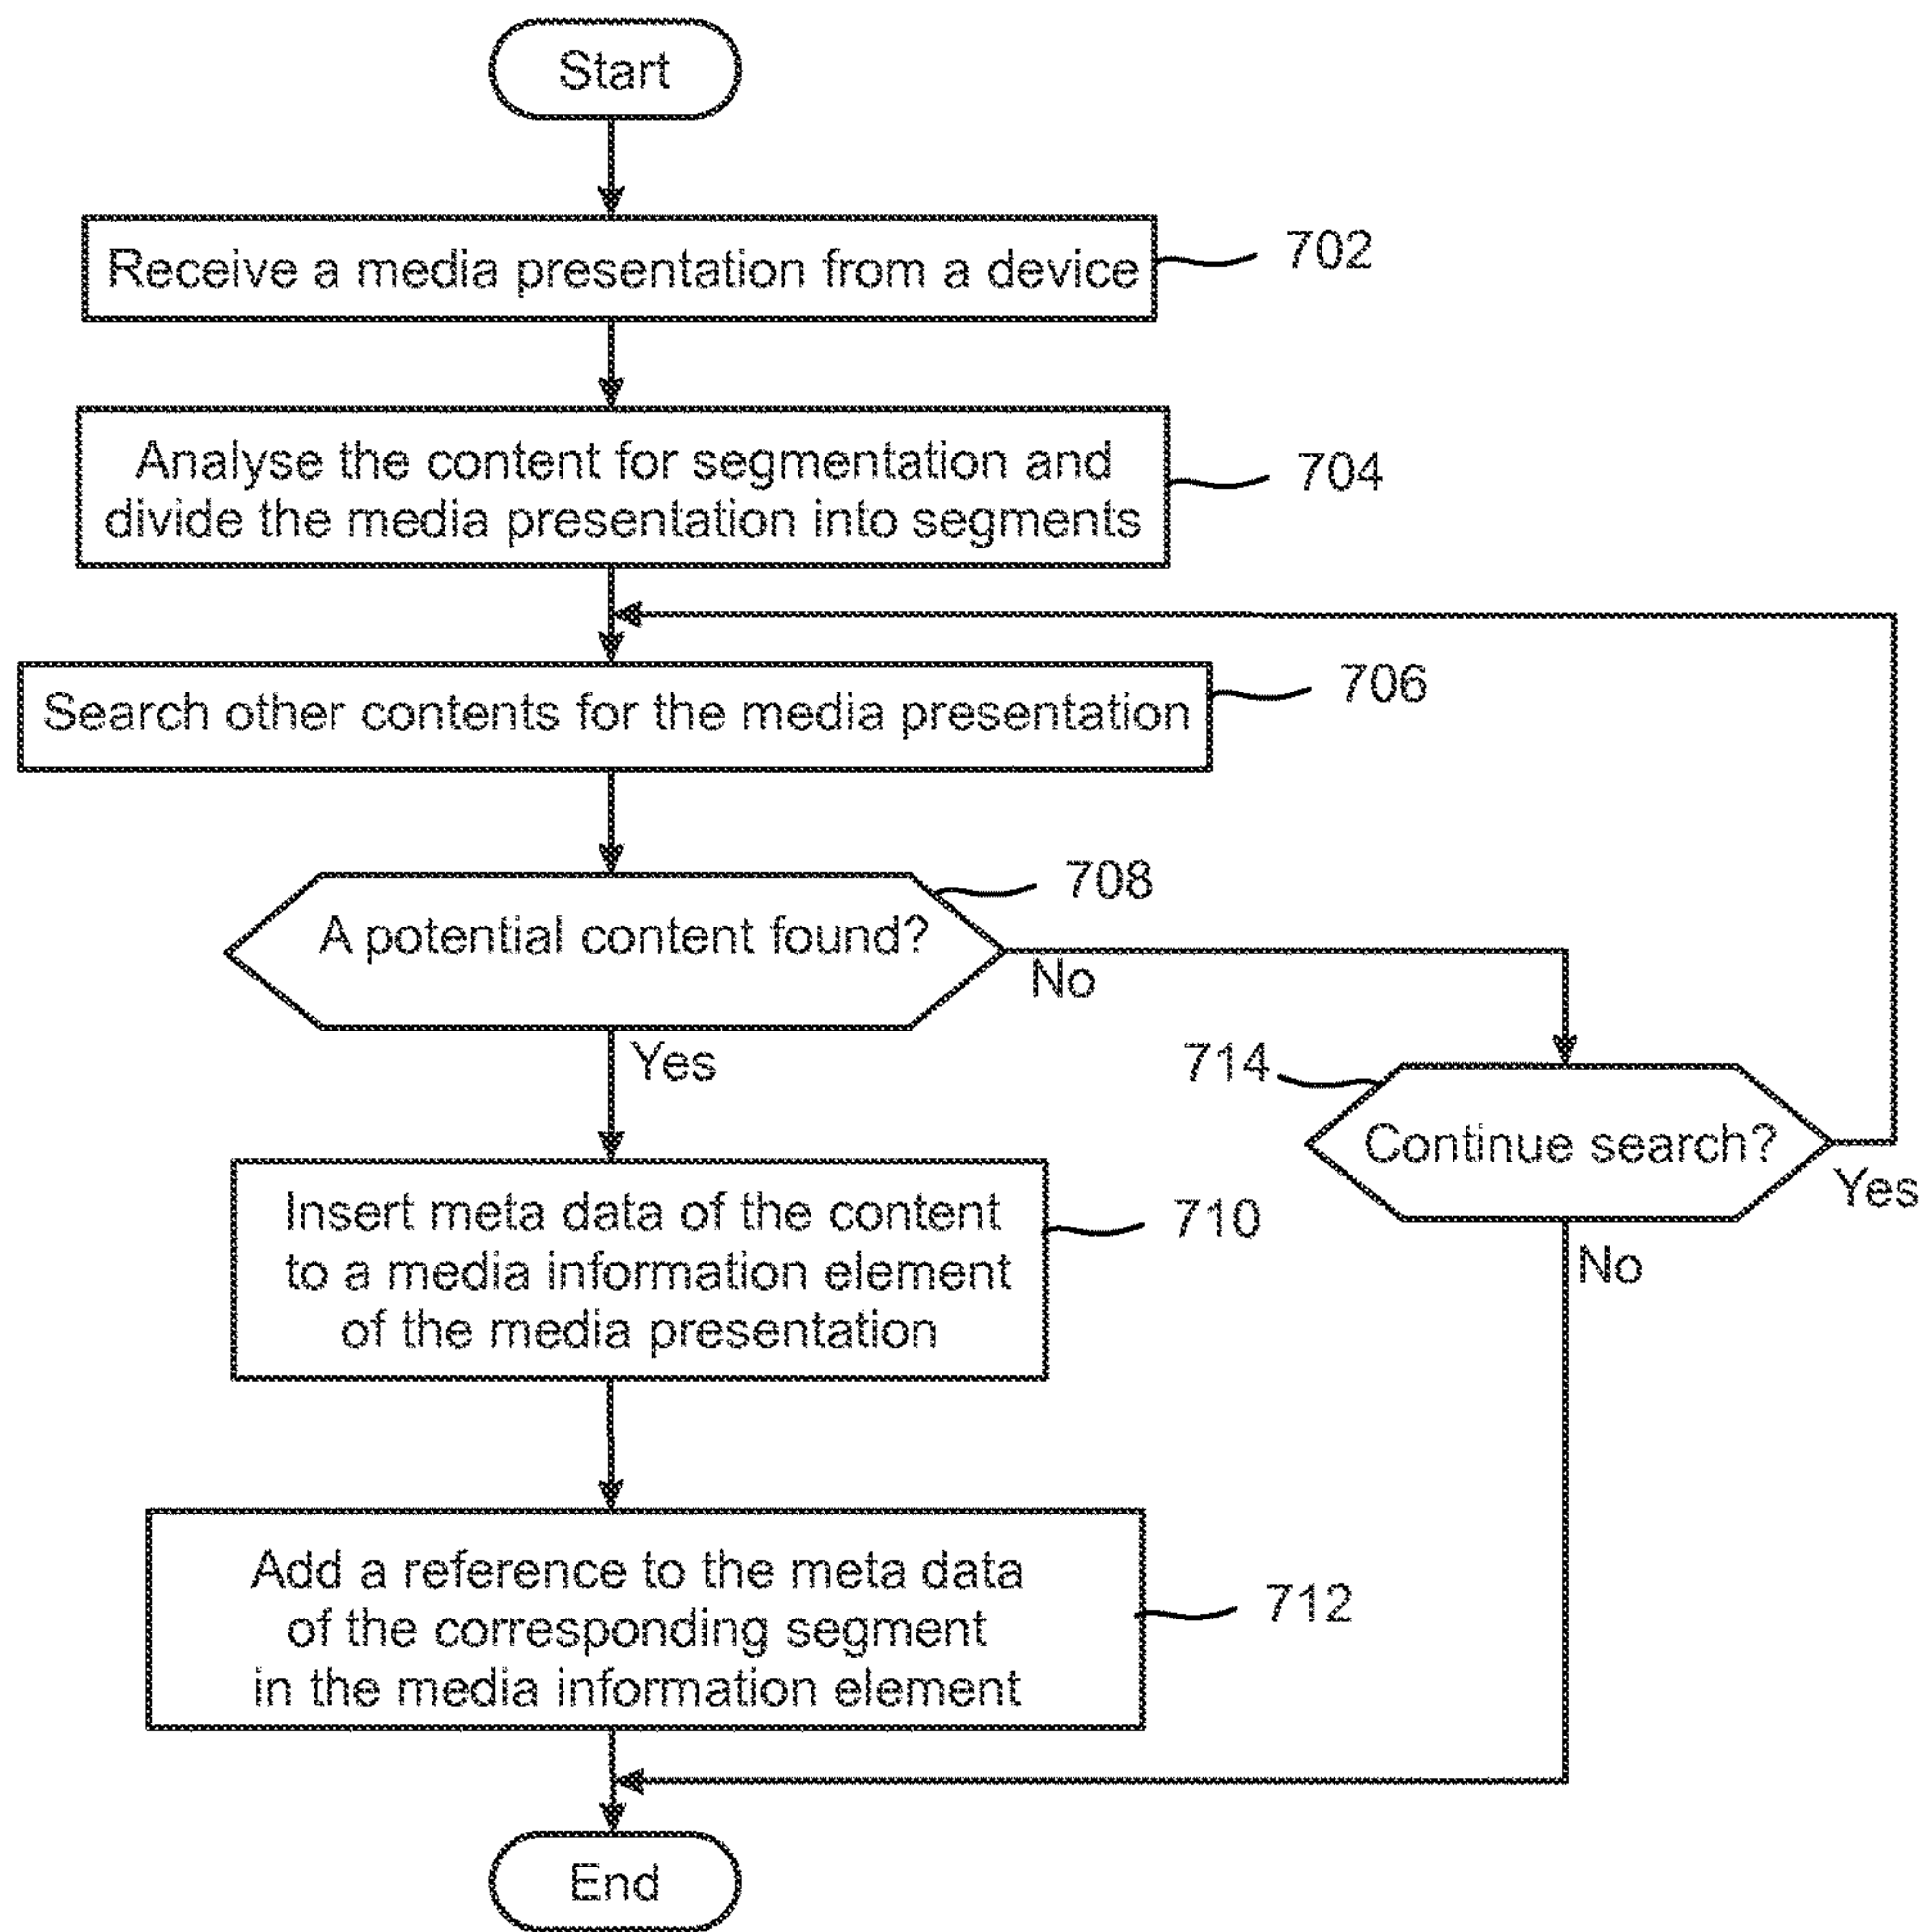 Start
Receive a media presentation from a device
702
Analyse the content for segmentation and
divide the media presentation into segments
704
Search other contents for the media presentation
706
A potential content found?
708
No
Yes
714
Continue search?
Yes
No
Insert meta data of the content
to a media information element
of the media presentation
710
Add a reference to the meta data
of the corresponding segment
in the media information element
712
End